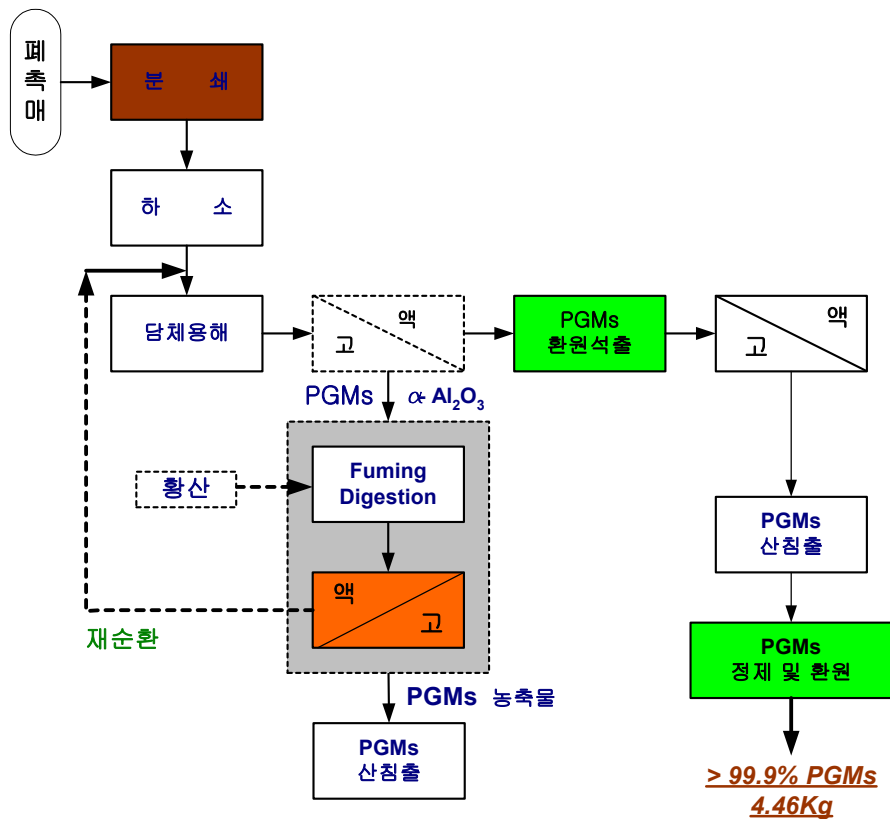 폐
촉
매
분 쇄
하 소
담체용해
액
고
PGMs
환원석출
액
고
PGMs α- Al₂O₃
황산
Fuming
Digestion
액
고
재순환
PGMs 농축물
PGMs
산침출
PGMs
산침출
PGMs
정제 및 환원
> 99.9% PGMs
4.46Kg